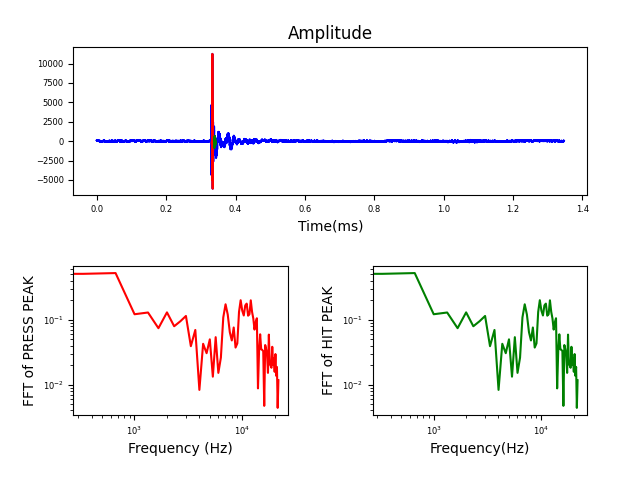 Amplitude
10000
7500
5000
2500
0
−2500
−5000
0.0 0.2 0.4 0.6 0.8 1.0 1.2 1.4
Time(ms)
FFT of PRESS PEAK
10⁻¹
10⁻²
10³ 10⁴
Frequency (Hz)
FFT of HIT PEAK
10⁻¹
10⁻²
10³ 10⁴
Frequency(Hz)